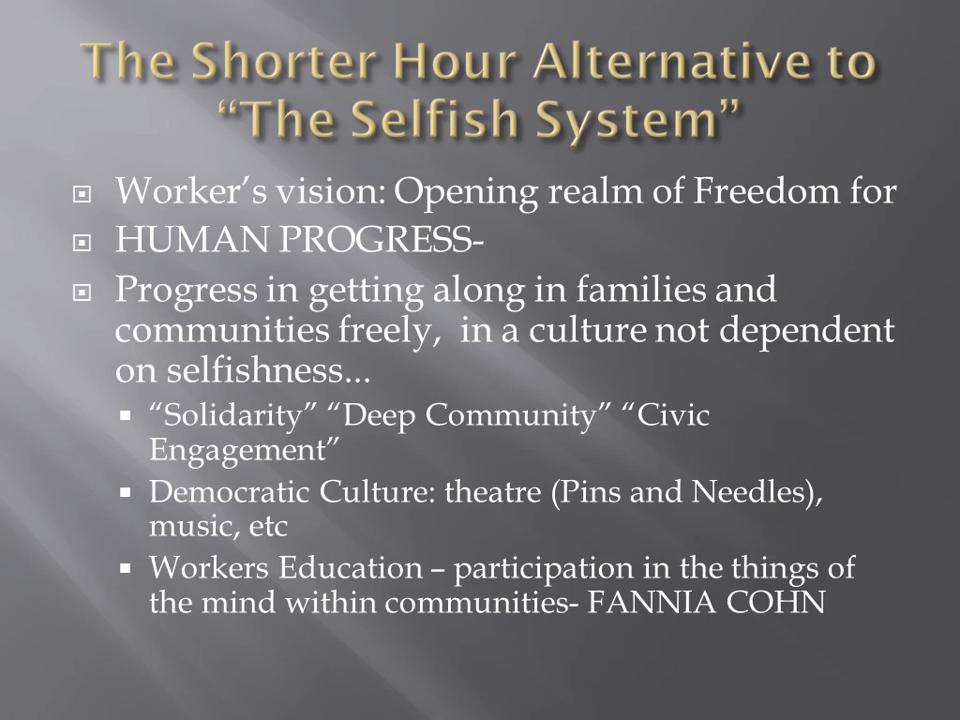 The Shorter Hour Alternative to
“The Selfish System”
Worker’s vision: Opening realm of Freedom for
HUMAN PROGRESS-
Progress in getting along in families and
communities freely,  in a culture not dependent
on selfishness...
“Solidarity” “Deep Community” “Civic
Engagement”
Democratic Culture: theatre (Pins and Needles),
music, etc
Workers Education – participation in the things of
the mind within communities- FANNIA COHN